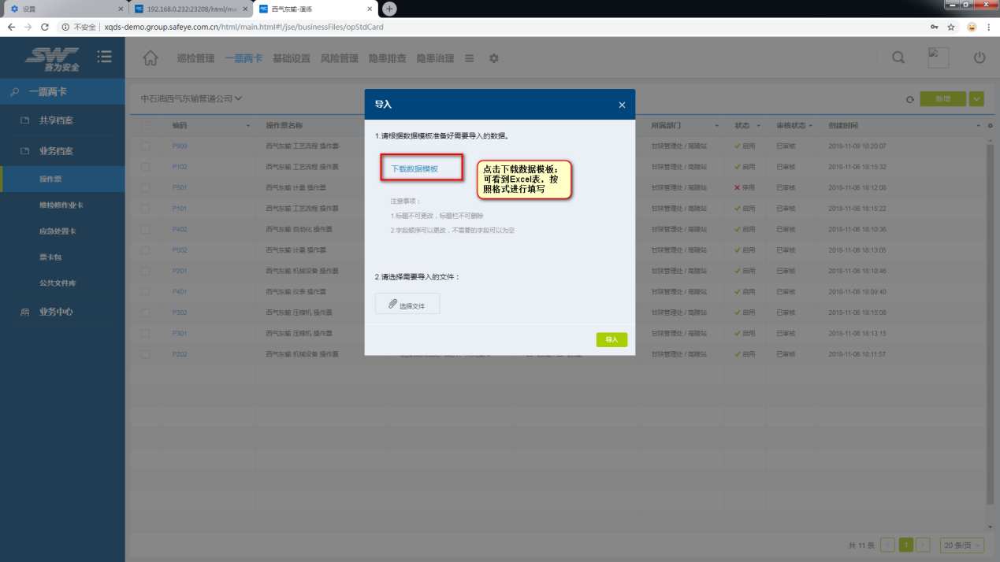 设置
192.168.0.232:23208/html/mai
西气东输-演练
不安全
xqds-demo.group.safeye.com.cn/html/main.html#!/jse/businessFiles/opStdCard
SW
赛为安全
巡检管理 一票两卡 基础设置 风险管理 隐患排查 隐患治理
一票两卡
共享档案
业务档案
操作票
维检修作业卡
应急处置卡
票卡包
公共文件库
业务中心
中石油西气东输管道公司
新增
编码 操作票名称 所属部门 状态 审核状态 创建时间
P909 西气东输 工艺流程 操作票- 甘陕管理处 / 高陵站 启用 已审核 2018-11-09 10:20:07
P102 西气东输 工艺流程 操作票 甘陕管理处 / 高陵站 启用 已审核 2018-11-06 18:15:32
P501 西气东输 计量 操作票 甘陕管理处 / 高陵站 停用 已审核 2018-11-06 18:12:08
P101 西气东输 工艺流程 操作票 甘陕管理处 / 高陵站 启用 已审核 2018-11-06 18:15:22
P402 西气东输 自动化 操作票 甘陕管理处 / 高陵站 启用 已审核 2018-11-06 18:10:36
P502 西气东输 计量 操作票 甘陕管理处 / 高陵站 启用 已审核 2018-11-06 18:13:05
P201 西气东输 机械设备 操作票 甘陕管理处 / 高陵站 启用 已审核 2018-11-06 18:10:46
P401 西气东输 仪表 操作票 甘陕管理处 / 高陵站 启用 已审核 2018-11-06 18:09:40
P302 西气东输 压缩机 操作票 甘陕管理处 / 高陵站 启用 已审核 2018-11-06 18:15:08
P301 西气东输 压缩机 操作票 甘陕管理处 / 高陵站 启用 已审核 2018-11-06 18:13:15
P202 西气东输 机械设备 操作票 甘陕管理处 / 高陵站 启用 已审核 2018-11-06 18:11:57
导入
1.请根据数据模板准备好需要导入的数据。
下载数据模板
点击下载数据模板，
可看到Excel表，按
照格式进行填写
注意事项：
1.标题不可更改，标题栏不可删除
2.字段顺序可以更改，不需要的字段可以为空
2.请选择需要导入的文件：
选择文件
导入
共 11 条 1 20 条/页